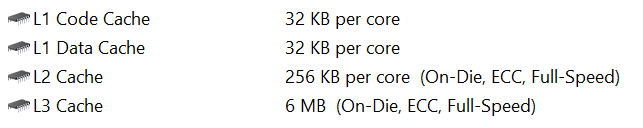 L1 Code Cache 32 KB per core
L1 Data Cache 32 KB per core
L2 Cache 256 KB per core (On-Die, ECC, Full-Speed)
L3 Cache 6 MB (On-Die, ECC, Full-Speed)